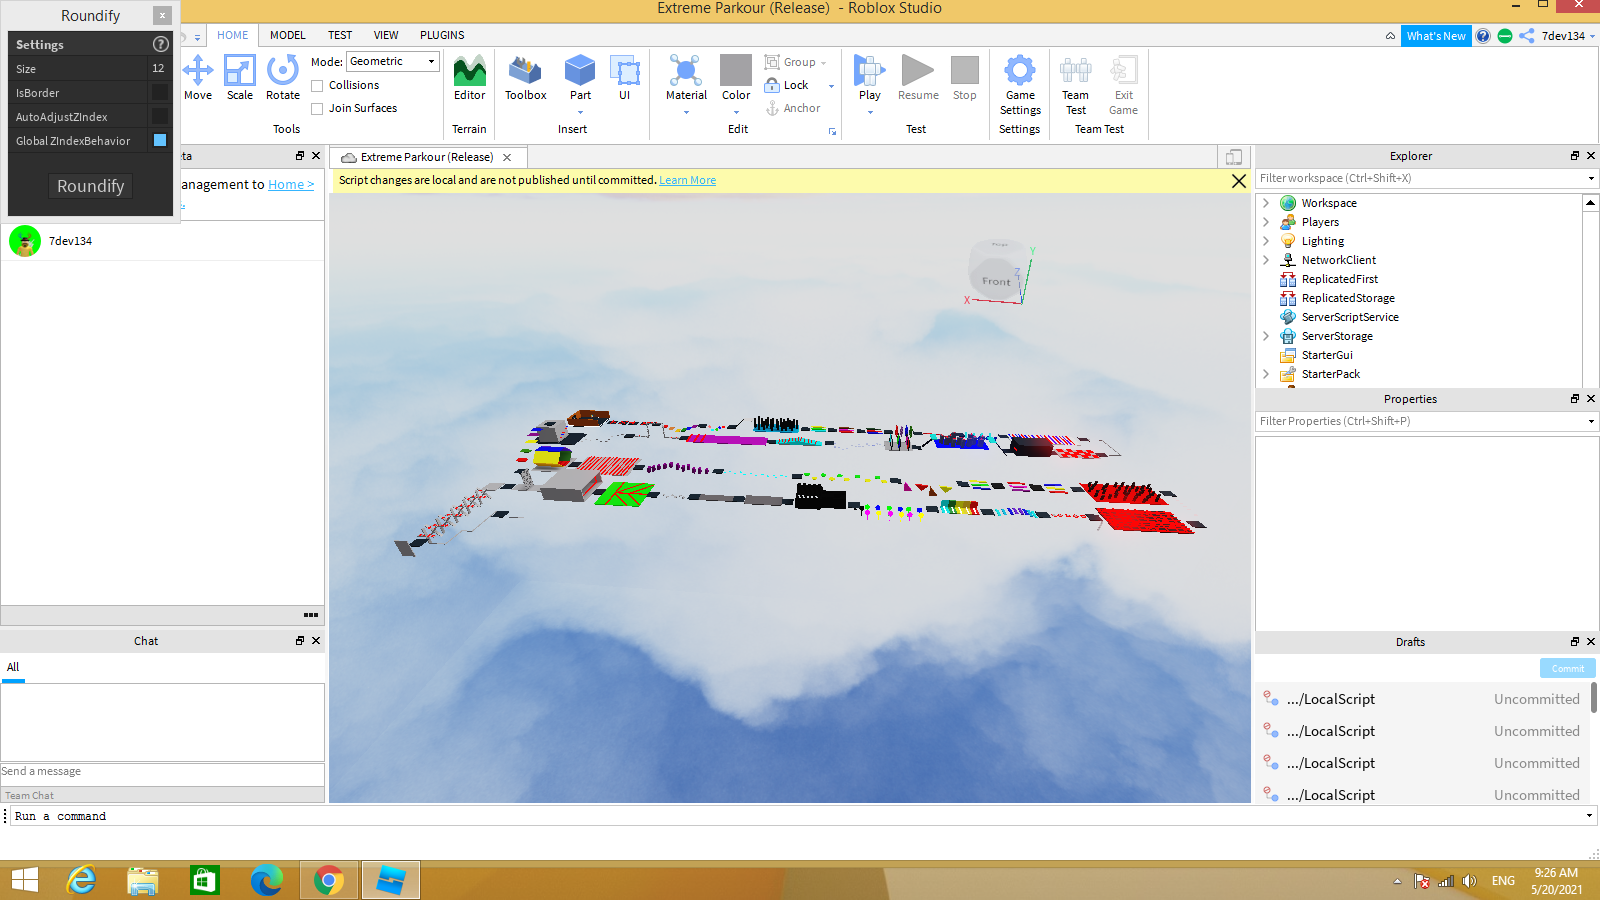 Extreme Parkour (Release) - Roblox Studio
Roundify
x
Settings
?
Size
12
IsBorder
AutoAdjustZIndex
Global ZIndexBehavior
Roundify
HOME
MODEL
TEST
VIEW
PLUGINS
What's New
?
7dev134
Move
Scale
Rotate
Mode:
Geometric
Collisions
Join Surfaces
Tools
Editor
Terrain
Toolbox
Part
UI
Insert
Material
Color
Group
Lock
Anchor
Edit
Play
Resume
Stop
Test
Game
Settings
Settings
Team
Test
Exit
Game
Team Test
eta
anagement to Home >
7dev134
Chat
All
Send a message
Team Chat
Extreme Parkour (Release)
Script changes are local and are not published until committed. Learn More
Front
X
Y
Z
Explorer
Filter workspace (Ctrl+Shift+X)
Workspace
Players
Lighting
NetworkClient
ReplicatedFirst
ReplicatedStorage
ServerScriptService
ServerStorage
StarterGui
StarterPack
Properties
Filter Properties (Ctrl+Shift+P)
Drafts
Commit
.../LocalScript Uncommitted
.../LocalScript Uncommitted
.../LocalScript Uncommitted
.../LocalScript Uncommitted
Run a command
ENG
9:26 AM
5/20/2021